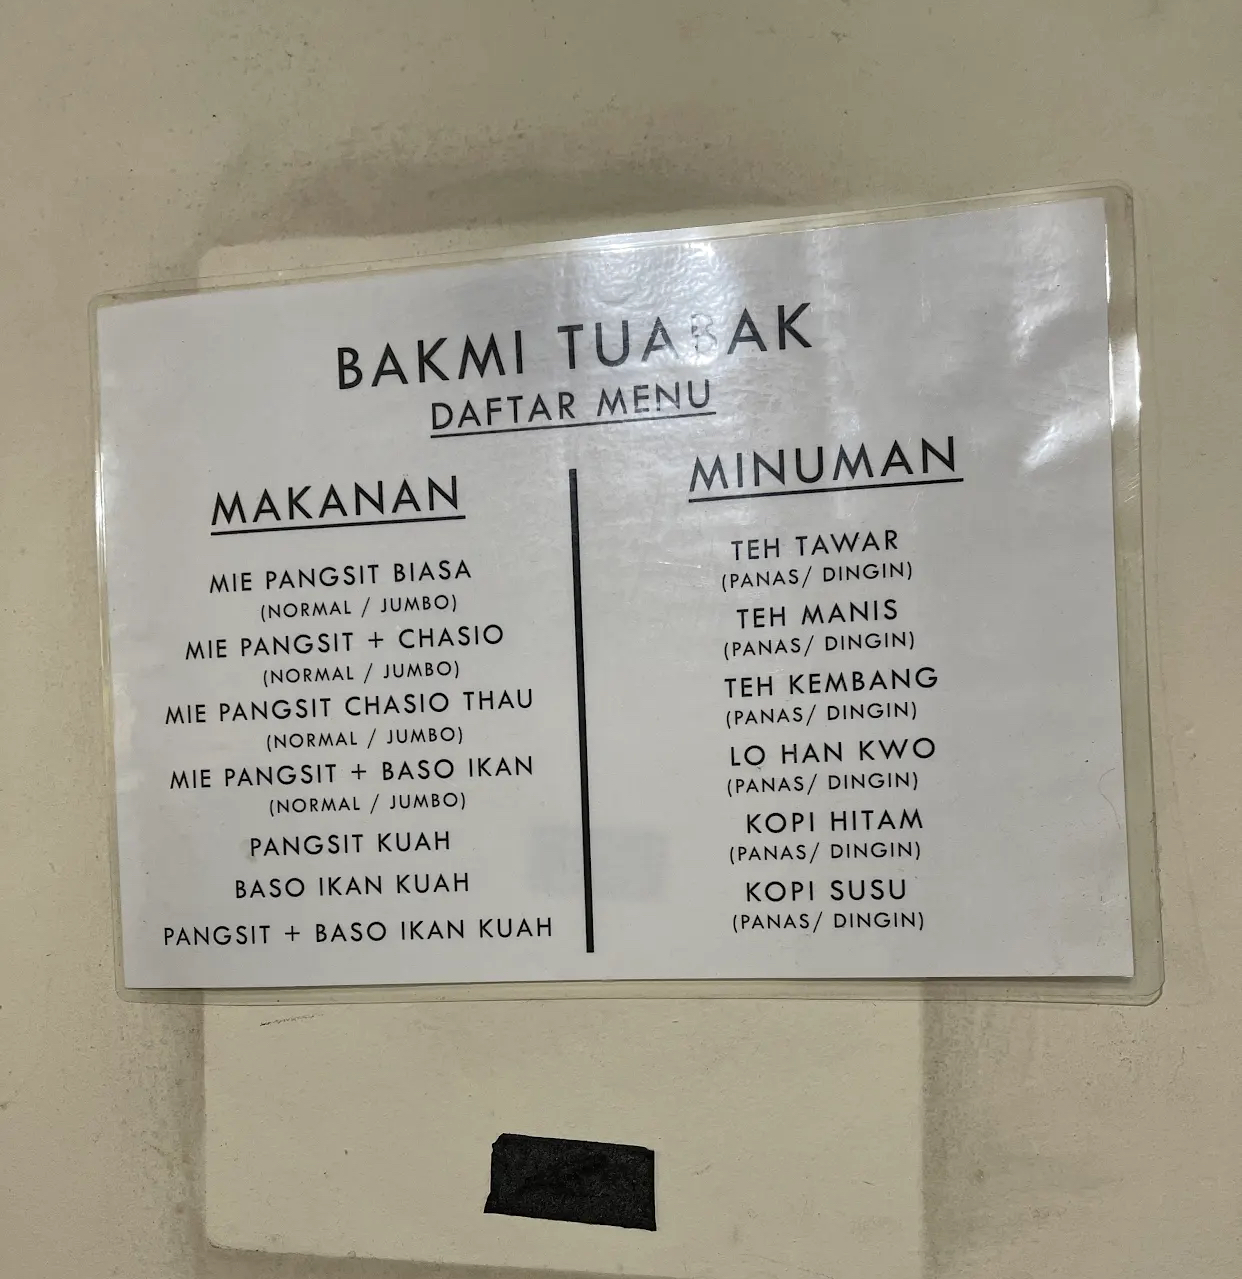 BAKMI TUABAK
DAFTAR MENU
MAKANAN
MIE PANGSIT BIASA
(NORMAL / JUMBO)
MIE PANGSIT + CHASIO
(NORMAL / JUMBO)
MIE PANGSIT CHASIO THAU
(NORMAL / JUMBO)
MIE PANGSIT + BASO IKAN
(NORMAL / JUMBO)
PANGSIT KUAH
BASO IKAN KUAH
PANGSIT + BASO IKAN KUAH
MINUMAN
TEH TAWAR
(PANAS/ DINGIN)
TEH MANIS
(PANAS/ DINGIN)
TEH KEMBANG
(PANAS/ DINGIN)
LO HAN KWO
(PANAS/ DINGIN)
KOPI HITAM
(PANAS/ DINGIN)
KOPI SUSU
(PANAS/ DINGIN)